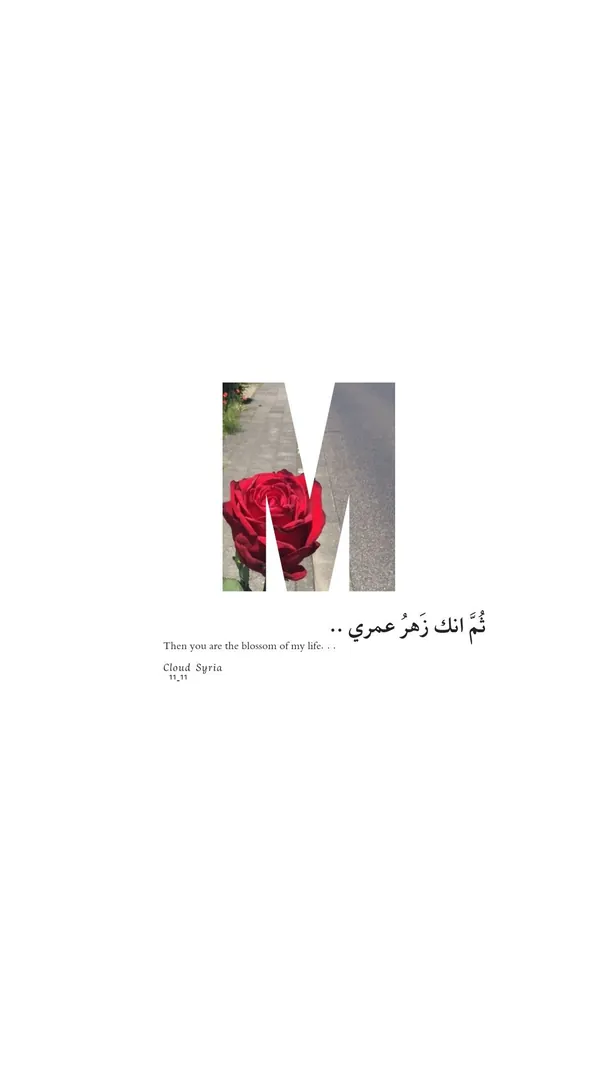 M
ثُمَّ انك زَهرُ عمري ..
Then you are the blossom of my life. . .
Cloud Syria
11_11